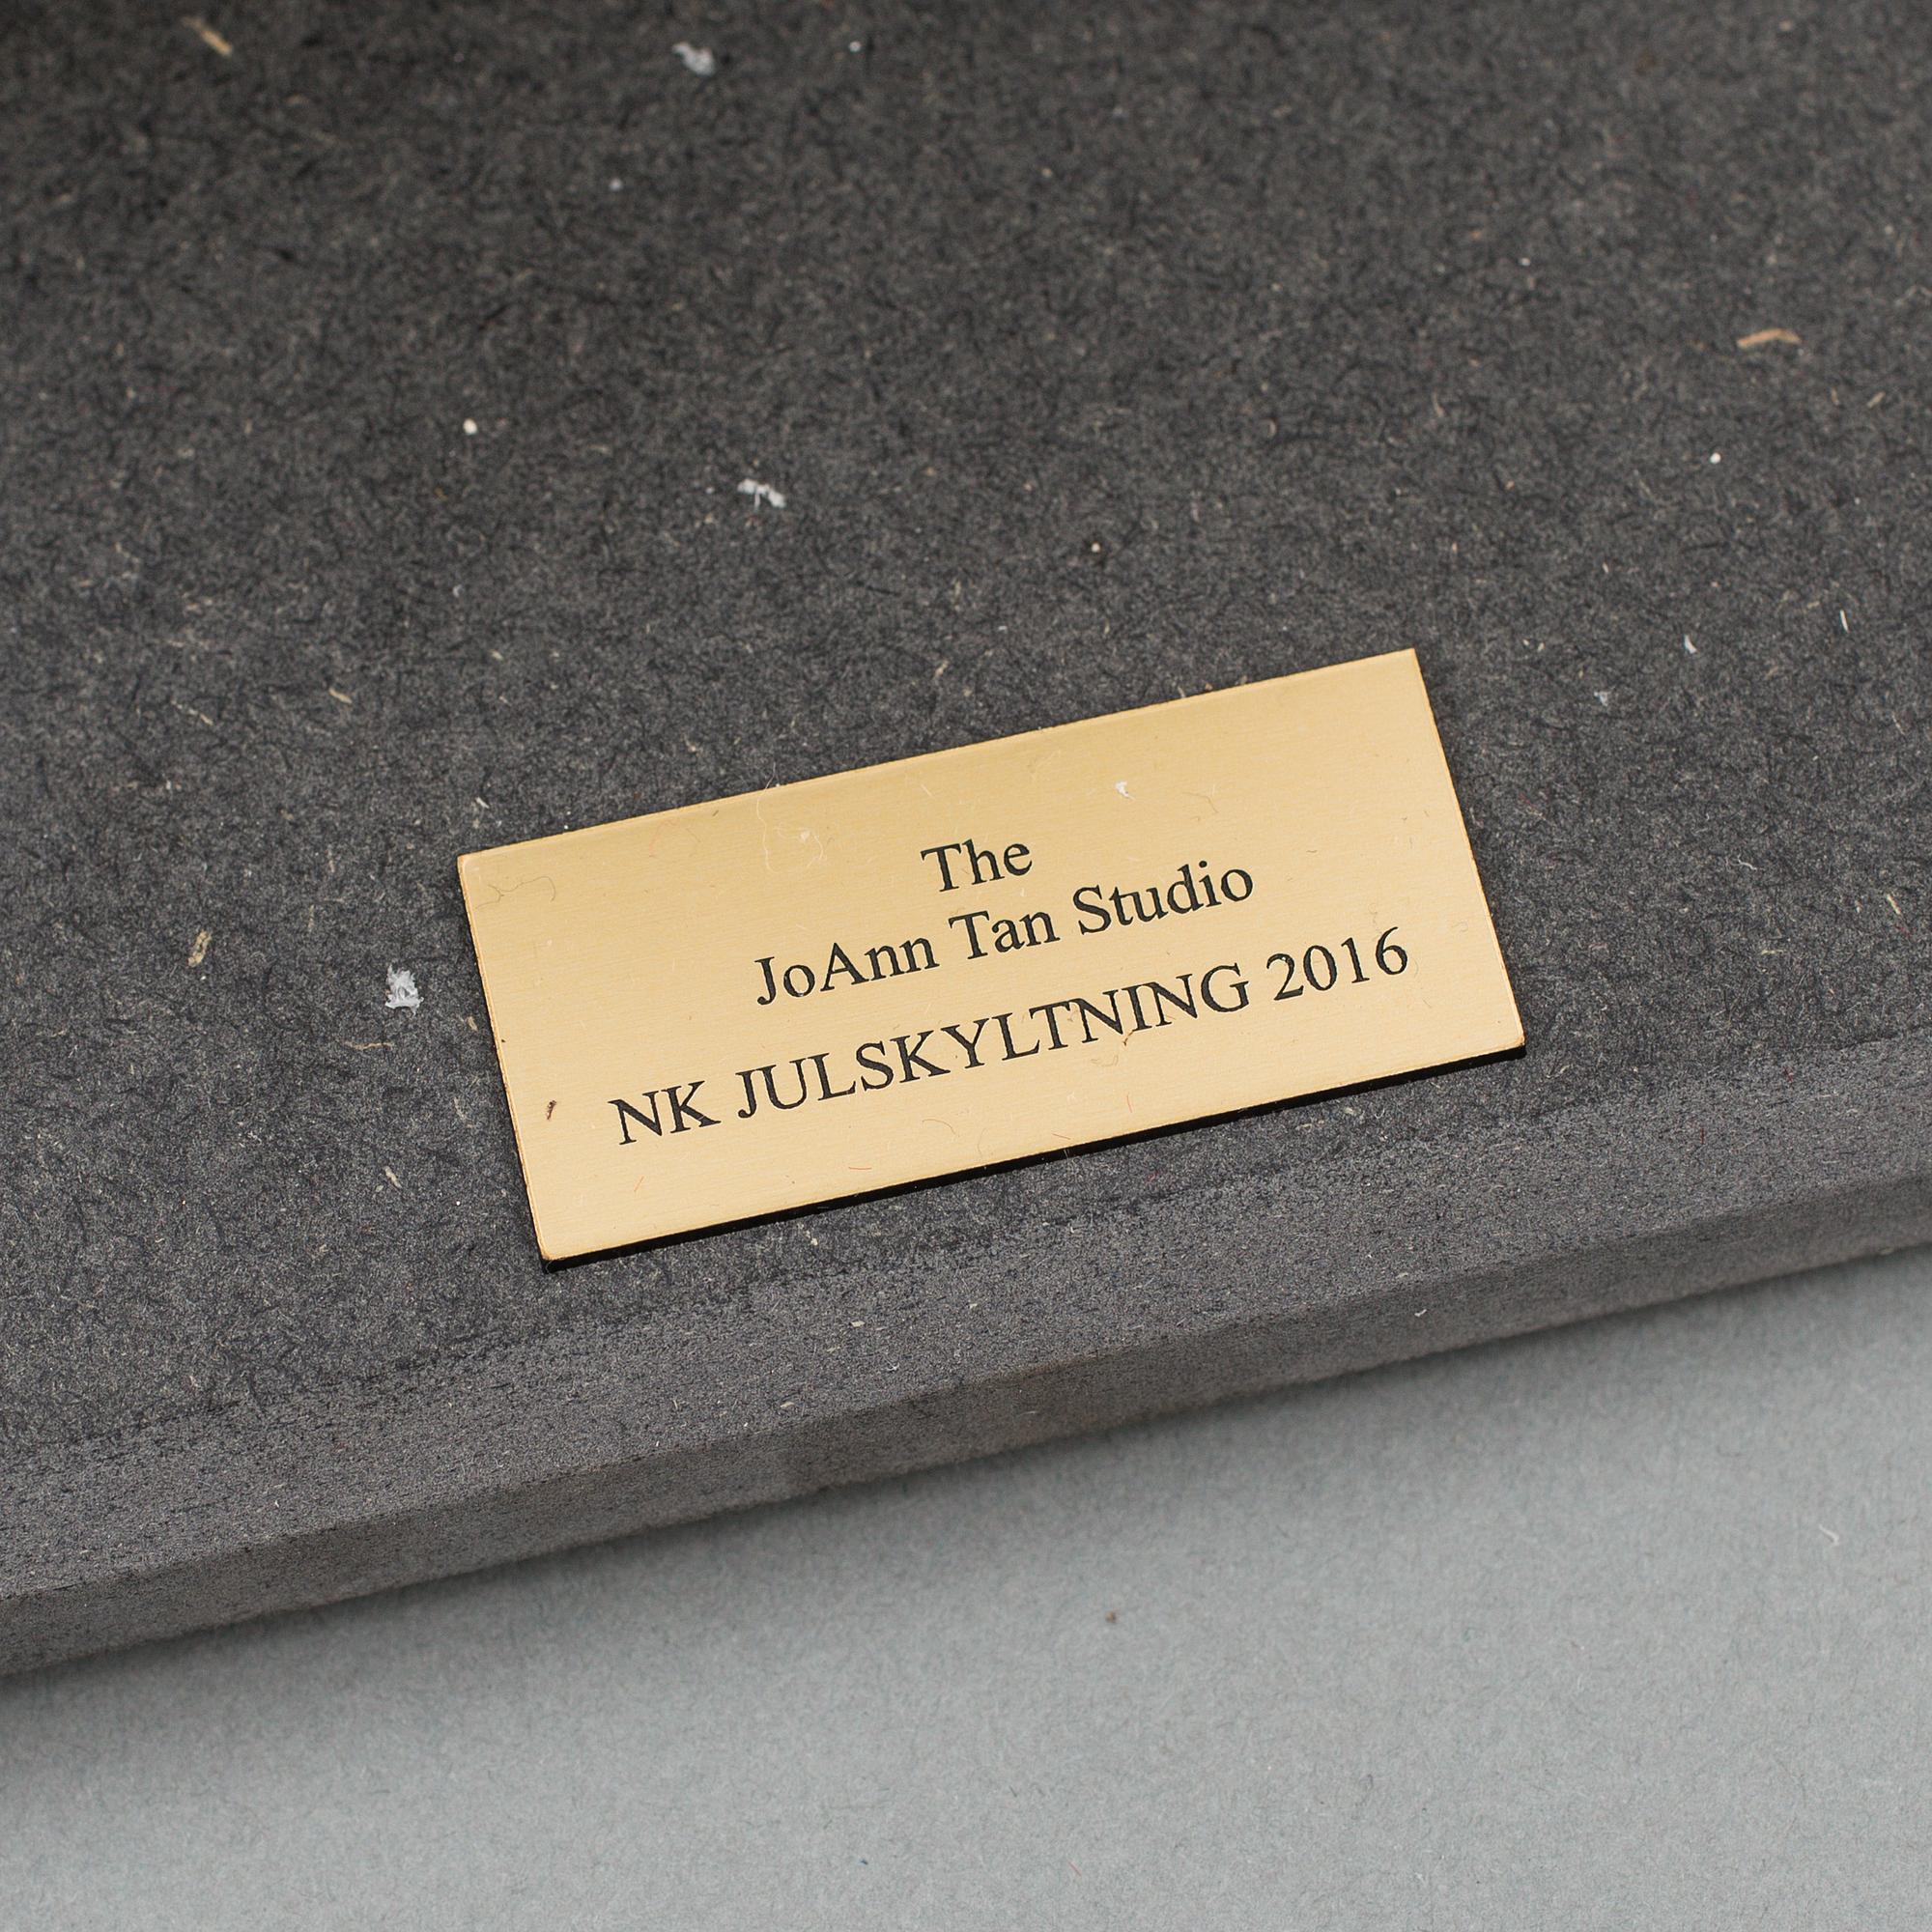 The
JoAnn Tan Studio
NK JULSKYLTNING 2016